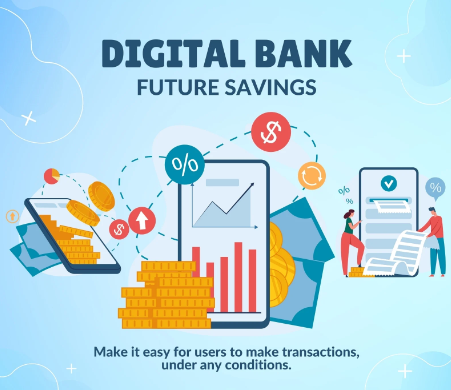 DIGITAL BANK
FUTURE SAVINGS
%
$
$
$
%
%
%
Make it easy for users to make transactions,
under any conditions.